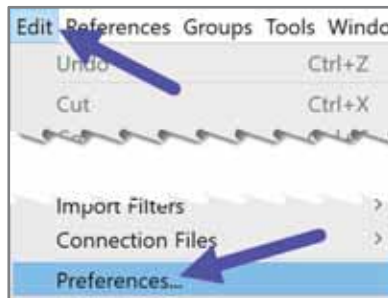 Edit References Groups Tools Windo
Undo Ctrl+Z
Cut Ctrl+X
Import Filters >
Connection Files >
Preferences...